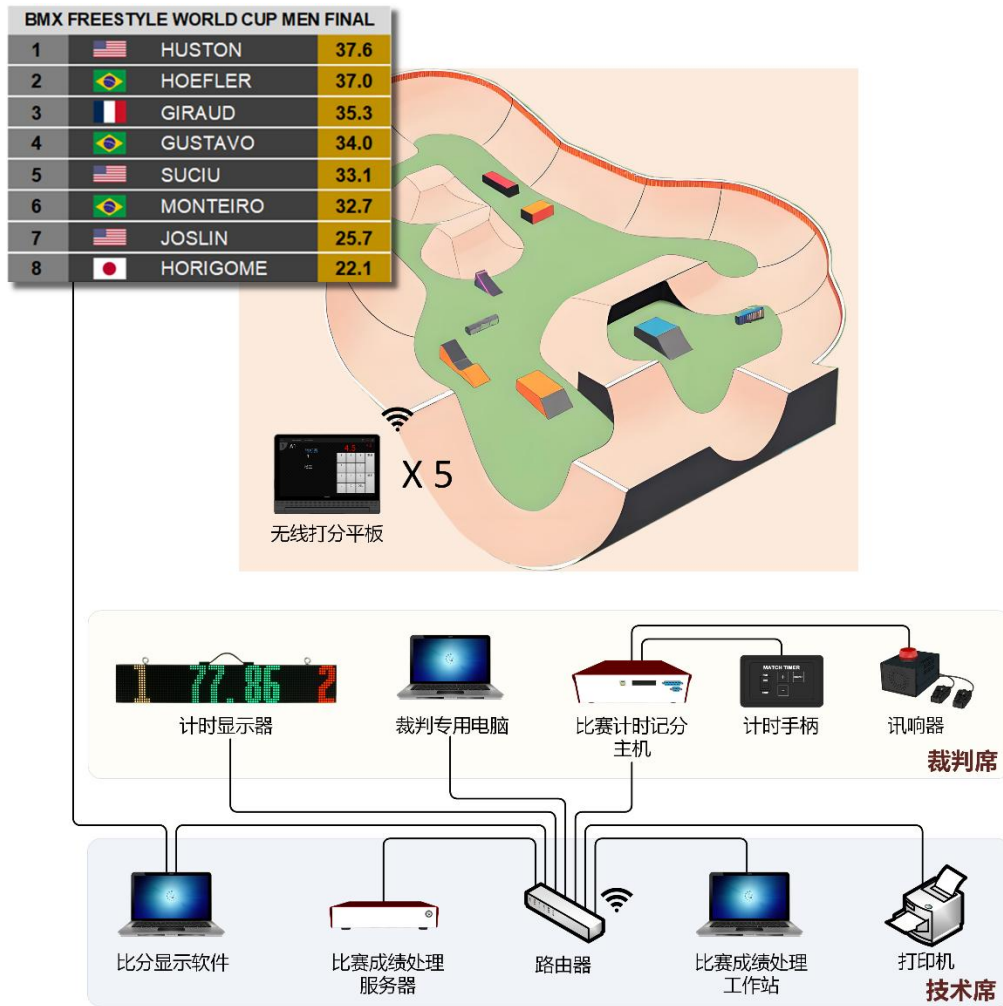 BMX FREESTYLE WORLD CUP MEN FINAL
1 HUSTON 37.6
2 HOEFLER 37.0
3 GIRAUD 35.3
4 GUSTAVO 34.0
5 SUCIU 33.1
6 MONTEIRO 32.7
7 JOSLIN 25.7
8 HORIGOME 22.1
X 5
无线打分平板
1 77.86 2
MATCH TIMER
计时显示器
裁判专用电脑
比赛计时记分
主机
计时手柄
讯响器
裁判席
比分显示软件
比赛成绩处理
服务器
路由器
比赛成绩处理
工作站
打印机
技术席